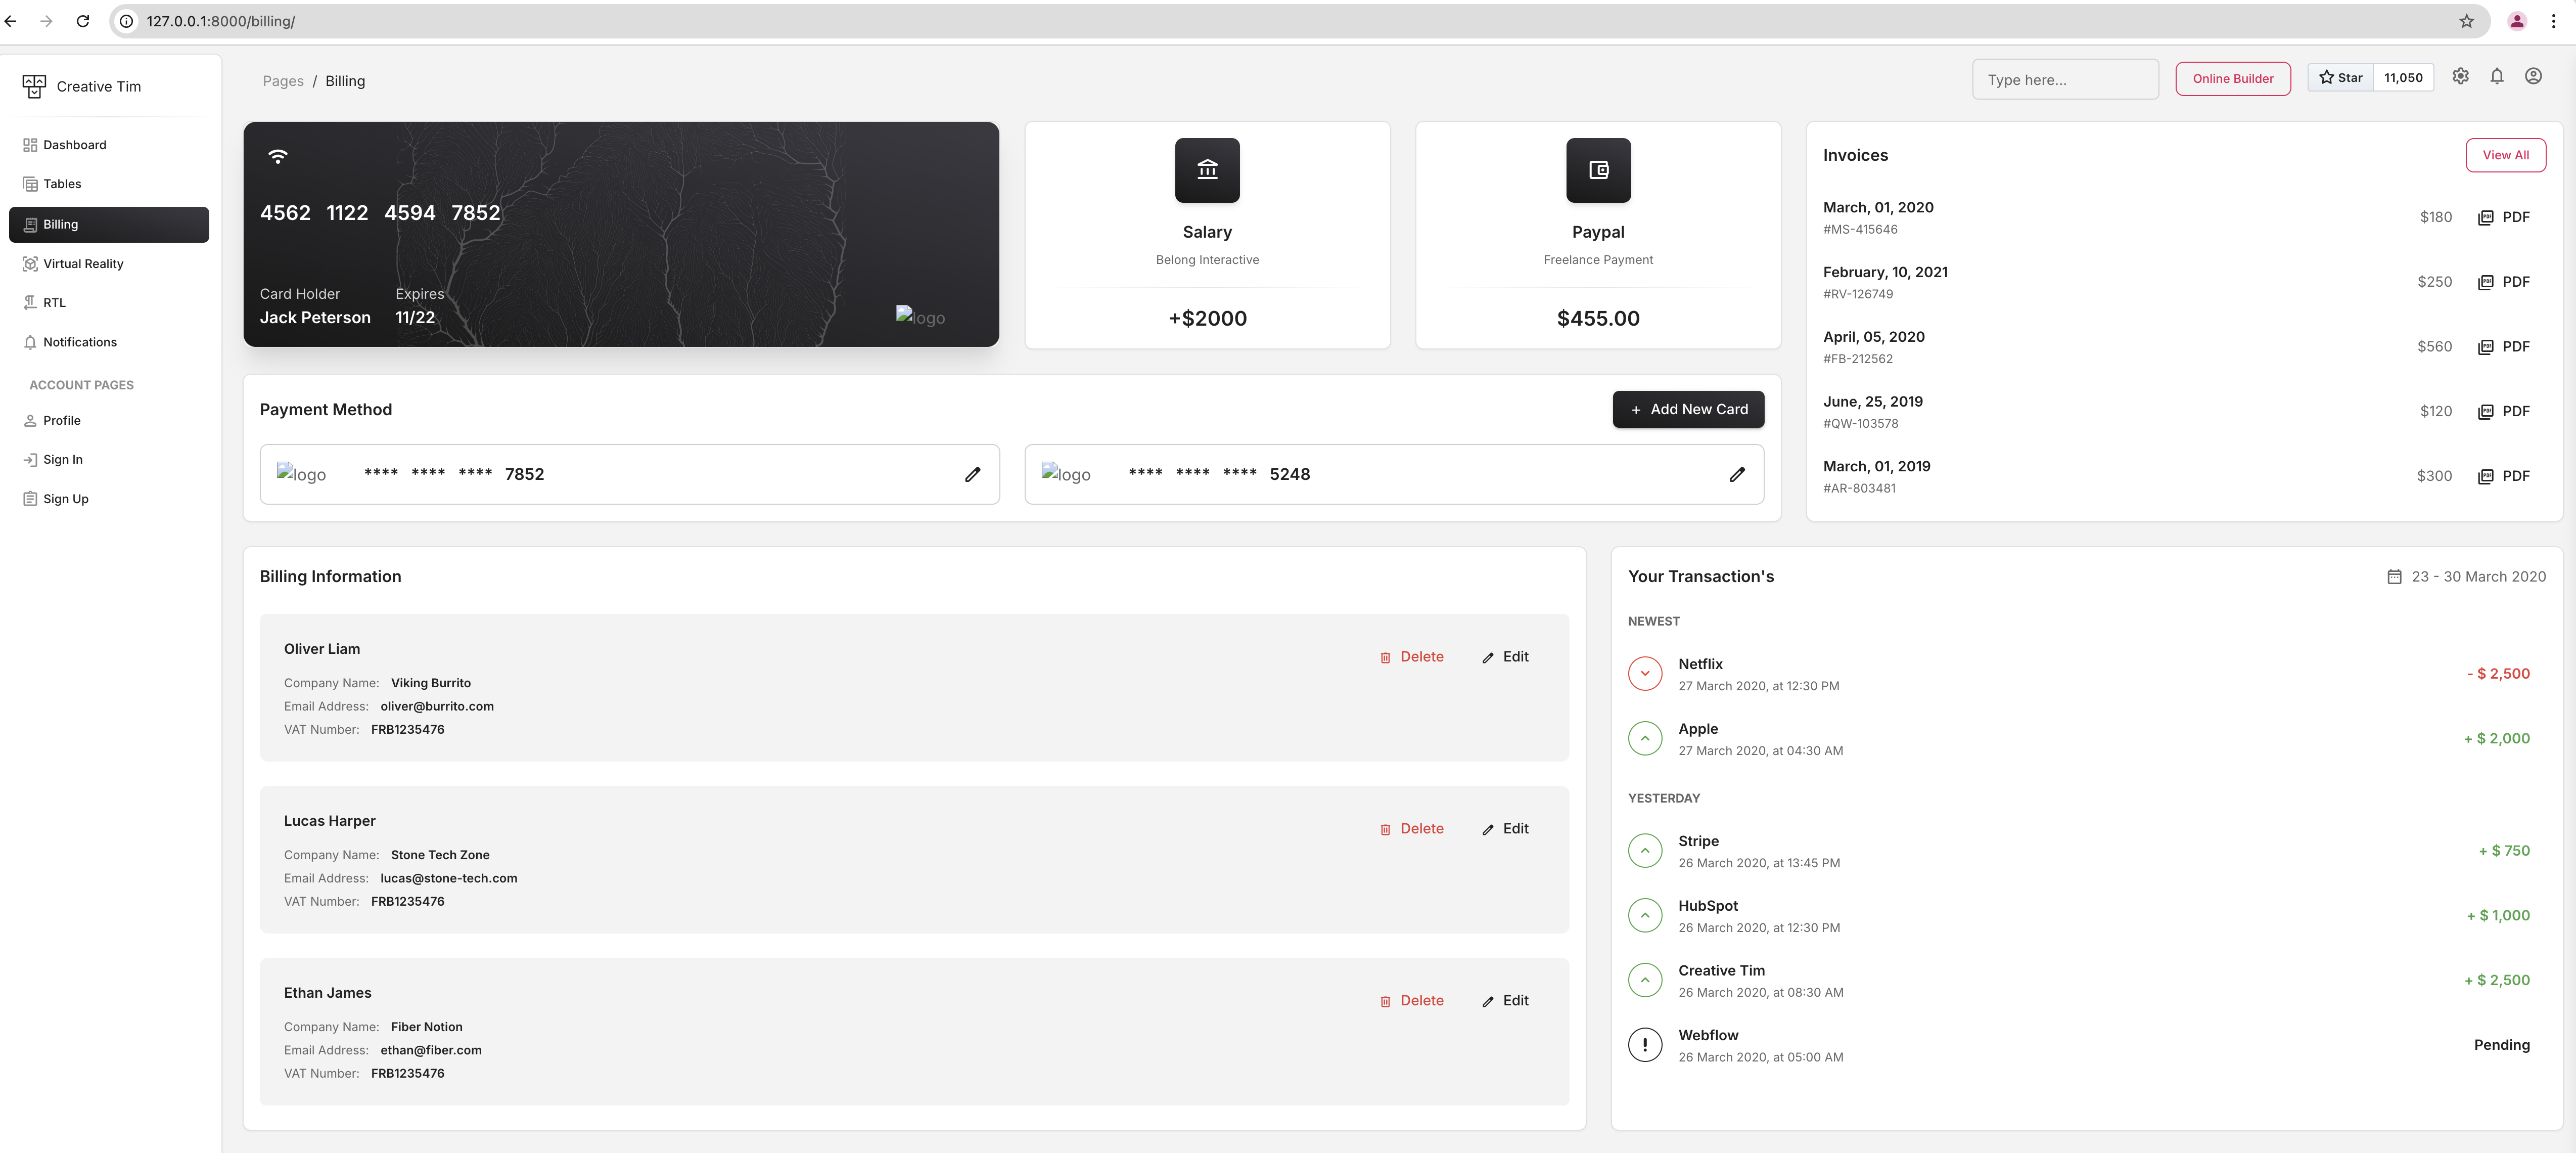 127.0.0.1:8000/billing/
Creative Tim
Dashboard
Tables
Billing
Virtual Reality
RTL
Notifications
ACCOUNT PAGES
Profile
Sign In
Sign Up
Pages / Billing
Type here...
Online Builder
Star 11,050
4562 1122 4594 7852
Card Holder Expires
Jack Peterson 11/22
logo
Salary
Belong Interactive
+$2000
Paypal
Freelance Payment
$455.00
Payment Method
+ Add New Card
logo **** **** **** 7852
logo **** **** **** 5248
Invoices
View All
March, 01, 2020
#MS-415646
$180 PDF
February, 10, 2021
#RV-126749
$250 PDF
April, 05, 2020
#FB-212562
$560 PDF
June, 25, 2019
#QW-103578
$120 PDF
March, 01, 2019
#AR-803481
$300 PDF
Billing Information
Oliver Liam
Delete Edit
Company Name: Viking Burrito
Email Address: oliver@burrito.com
VAT Number: FRB1235476
Lucas Harper
Delete Edit
Company Name: Stone Tech Zone
Email Address: lucas@stone-tech.com
VAT Number: FRB1235476
Ethan James
Delete Edit
Company Name: Fiber Notion
Email Address: ethan@fiber.com
VAT Number: FRB1235476
Your Transaction's
23 - 30 March 2020
NEWEST
Netflix
27 March 2020, at 12:30 PM
- $ 2,500
Apple
27 March 2020, at 04:30 AM
+ $ 2,000
YESTERDAY
Stripe
26 March 2020, at 13:45 PM
+ $ 750
HubSpot
26 March 2020, at 12:30 PM
+ $ 1,000
Creative Tim
26 March 2020, at 08:30 AM
+ $ 2,500
Webflow
26 March 2020, at 05:00 AM
Pending